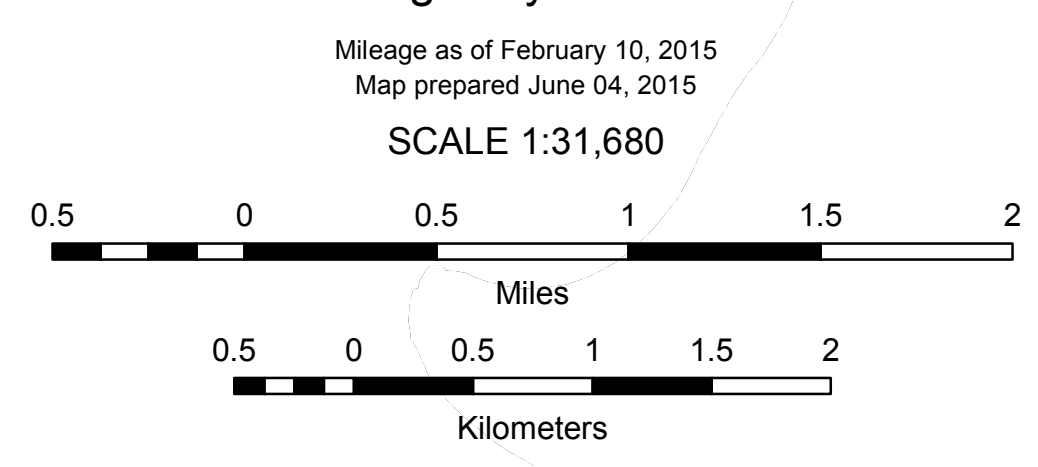 Mileage as of February 10, 2015
Map prepared June 04, 2015
SCALE 1:31,680
0.5 0 0.5 1 1.5 2
Miles
0.5 0 0.5 1 1.5 2
Kilometers